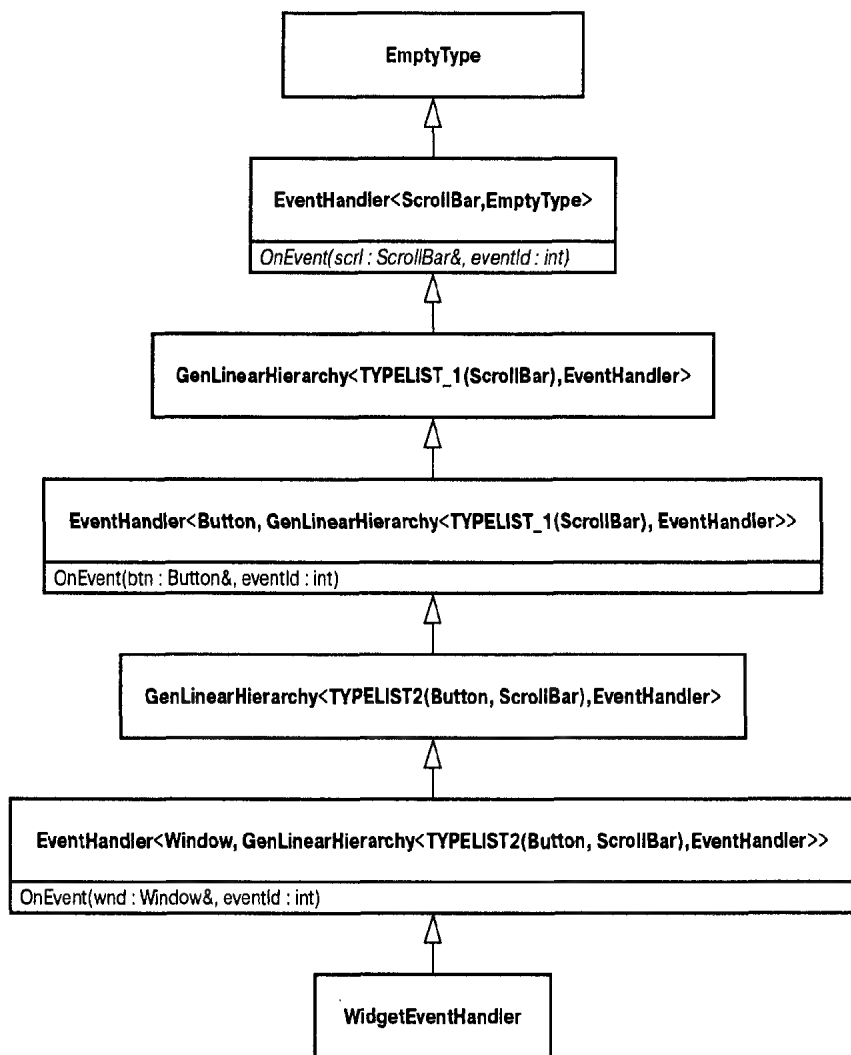 EmptyType
EventHandler<ScrollBar,EmptyType>
OnEvent(scrl : ScrollBar&, eventId : int)
GenLinearHierarchy<TYPELIST_1(ScrollBar),EventHandler>
EventHandler<Button, GenLinearHierarchy<TYPELIST_1(ScrollBar), EventHandler>>
OnEvent(btn : Button&, eventId : int)
GenLinearHierarchy<TYPELIST2(Button, ScrollBar),EventHandler>
EventHandler<Window, GenLinearHierarchy<TYPELIST2(Button, ScrollBar),EventHandler>>
OnEvent(wnd : Window&, eventId : int)
WidgetEventHandler